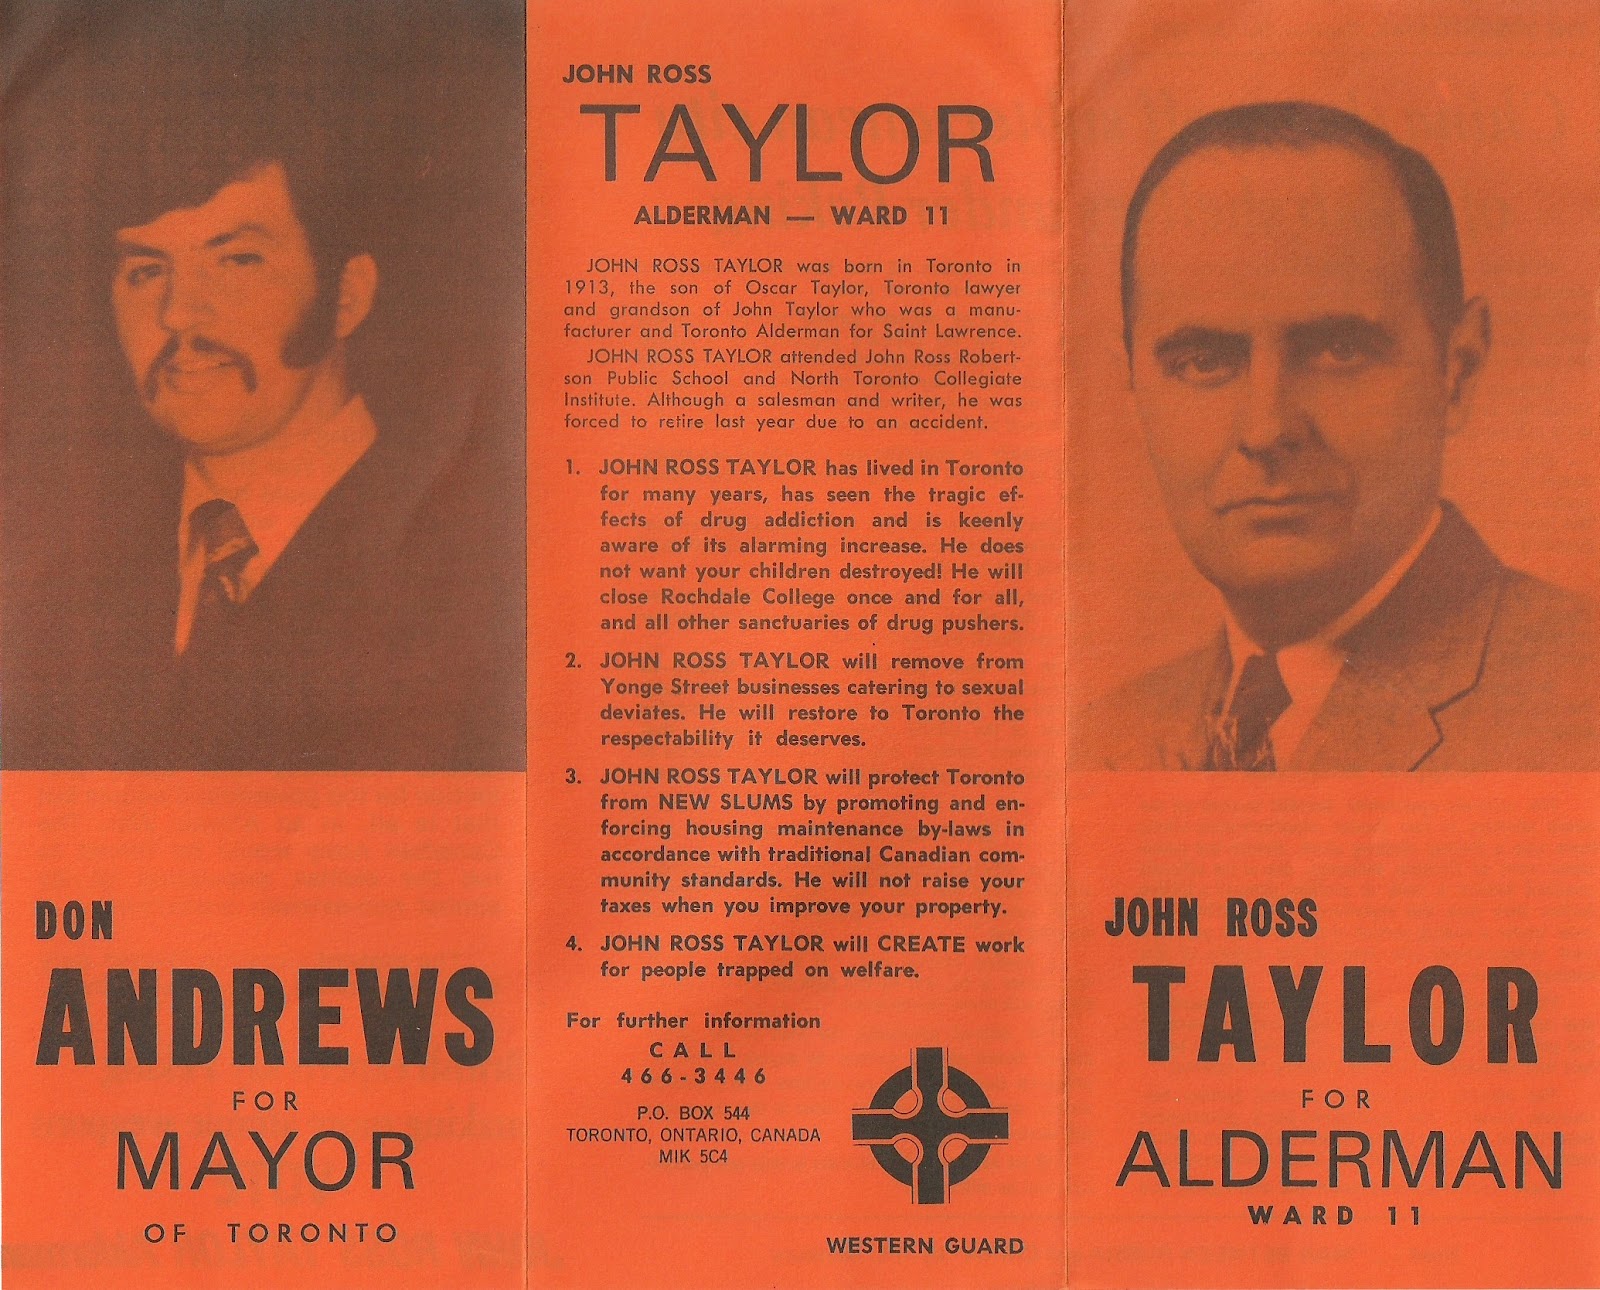 DON
ANDREWS
FOR
MAYOR
OF TORONTO
JOHN ROSS
TAYLOR
ALDERMAN — WARD 11
JOHN ROSS TAYLOR was born in Toronto in
1913, the son of Oscar Taylor, Toronto lawyer
and grandson of John Taylor who was a manu-
facturer and Toronto Alderman for Saint Lawrence.
JOHN ROSS TAYLOR attended John Ross Robert-
son Public School and North Toronto Collegiate
Institute. Although a salesman and writer, he was
forced to retire last year due to an accident.
1. JOHN ROSS TAYLOR has lived in Toronto
for many years, has seen the tragic ef-
fects of drug addiction and is keenly
aware of its alarming increase. He does
not want your children destroyed! He will
close Rochdale College once and for all,
and all other sanctuaries of drug pushers.
2. JOHN ROSS TAYLOR will remove from
Yonge Street businesses catering to sexual
deviates. He will restore to Toronto the
respectability it deserves.
3. JOHN ROSS TAYLOR will protect Toronto
from NEW SLUMS by promoting and en-
forcing housing maintenance by-laws in
accordance with traditional Canadian com-
munity standards. He will not raise your
taxes when you improve your property.
4. JOHN ROSS TAYLOR will CREATE work
for people trapped on welfare.
For further information
CALL
466-3446
P.O. BOX 544
TORONTO, ONTARIO, CANADA
MIK 5C4
WESTERN GUARD
JOHN ROSS
TAYLOR
FOR
ALDERMAN
WARD 11